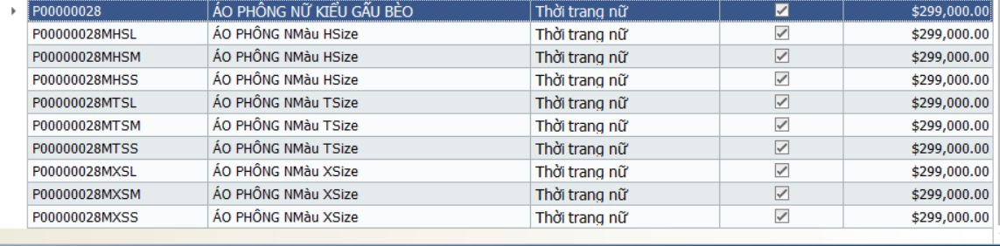 P00000028 ÁO PHÔNG NỮ KIỂU GẤU BÈO Thời trang nữ $299,000.00
P00000028MHSL ÁO PHÔNG NMàu HSize Thời trang nữ $299,000.00
P00000028MHSM ÁO PHÔNG NMàu HSize Thời trang nữ $299,000.00
P00000028MHSS ÁO PHÔNG NMàu HSize Thời trang nữ $299,000.00
P00000028MTSL ÁO PHÔNG NMàu TSize Thời trang nữ $299,000.00
P00000028MTSM ÁO PHÔNG NMàu TSize Thời trang nữ $299,000.00
P00000028MTSS ÁO PHÔNG NMàu TSize Thời trang nữ $299,000.00
P00000028MXSL ÁO PHÔNG NMàu XSize Thời trang nữ $299,000.00
P00000028MXSM ÁO PHÔNG NMàu XSize Thời trang nữ $299,000.00
P00000028MXSS ÁO PHÔNG NMàu XSize Thời trang nữ $299,000.00